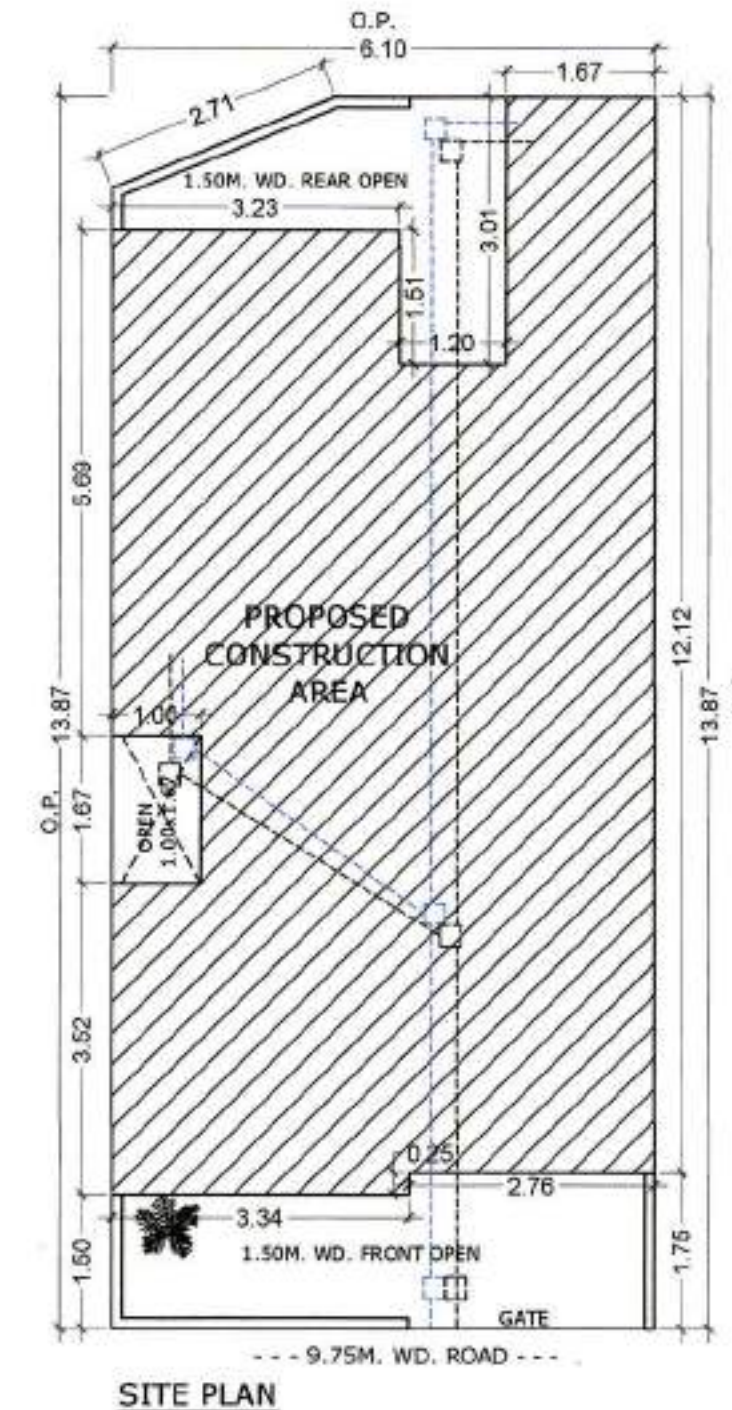 O.P.
6.10
1.67
2.71
1.50M. WD. REAR OPEN
3.23
3.01
1.51
1.20
5.69
PROPOSED
CONSTRUCTION
AREA
12.12
13.87
13.87
1.00
O.P.
1.67
OPEN
1.00x1.67
3.52
0.25
2.76
3.34
1.50M. WD. FRONT OPEN
1.50
1.75
GATE
- - - 9.75M. WD. ROAD - - -
SITE PLAN